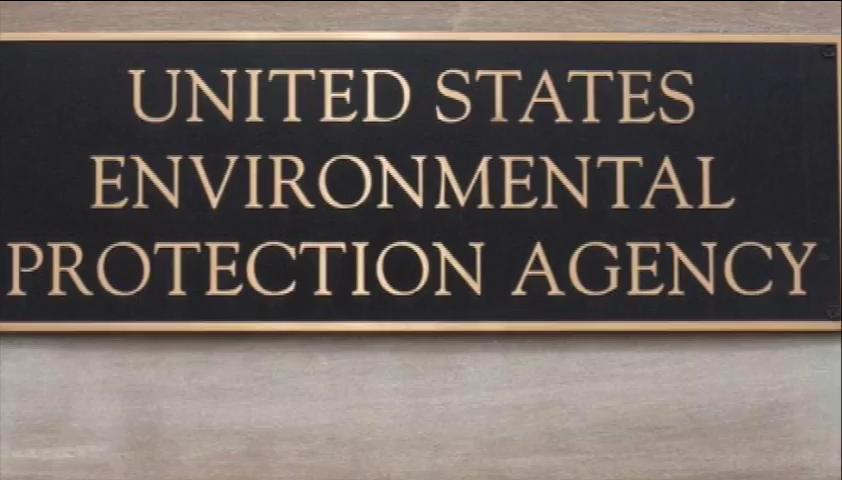 UNITED STATES
ENVIRONMENTAL
PROTECTION AGENCY